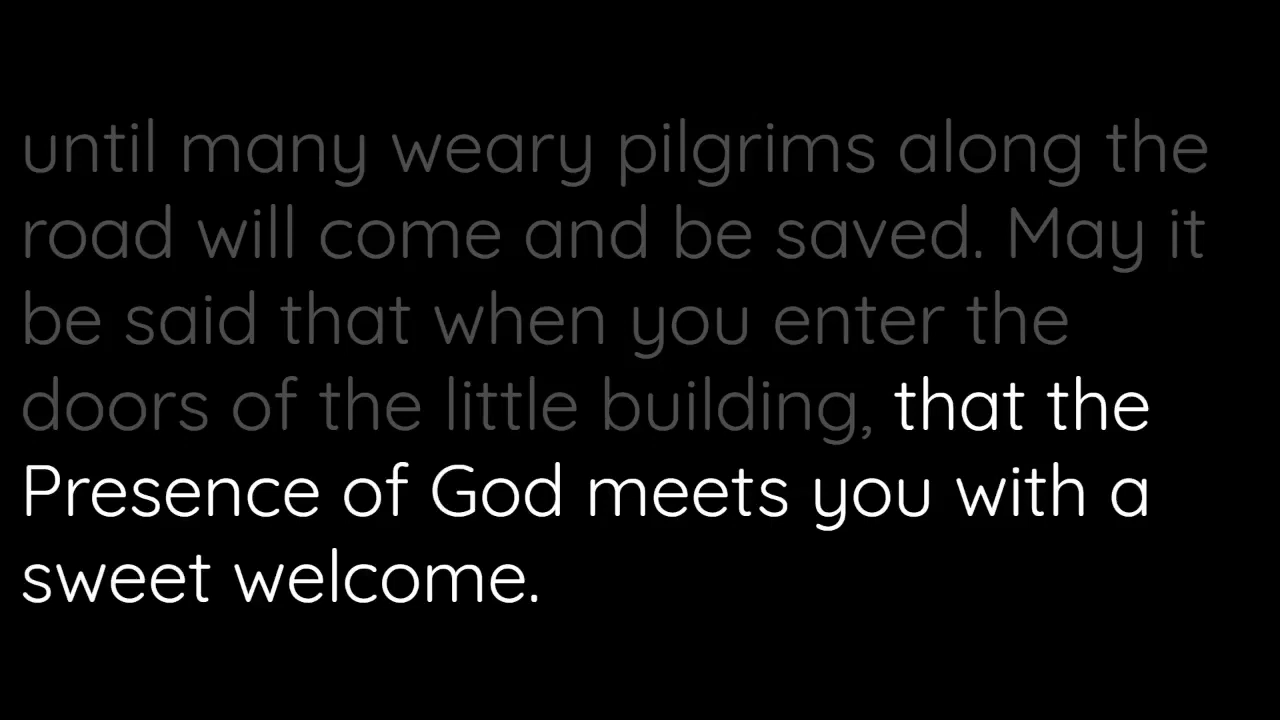 until many weary pilgrims along the
road will come and be saved. May it
be said that when you enter the
doors of the little building, that the
Presence of God meets you with a
sweet welcome.